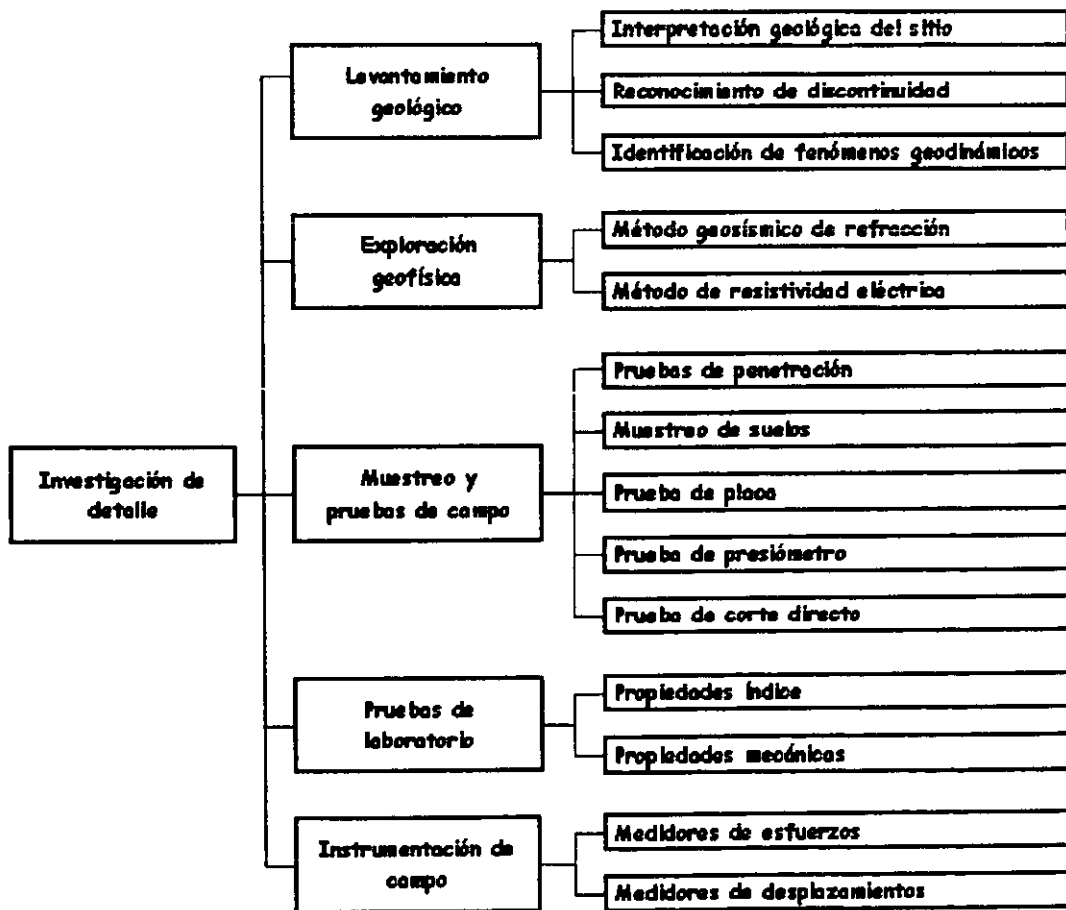 Investigación de
detalle
Levantamiento
geológico
Interpretación geológica del sitio
Reconocimiento de discontinuidad
Identificación de fenómenos geodinámicos
Exploración
geofísica
Método geosísmico de refracción
Método de resistividad eléctrica
Muestreo y
pruebas de campo
Pruebas de penetración
Muestreo de suelos
Prueba de placa
Prueba de presiómetro
Prueba de corte directo
Pruebas de
laboratorio
Propiedades índice
Propiedades mecánicas
Instrumentación de
campo
Medidores de esfuerzos
Medidores de desplazamientos